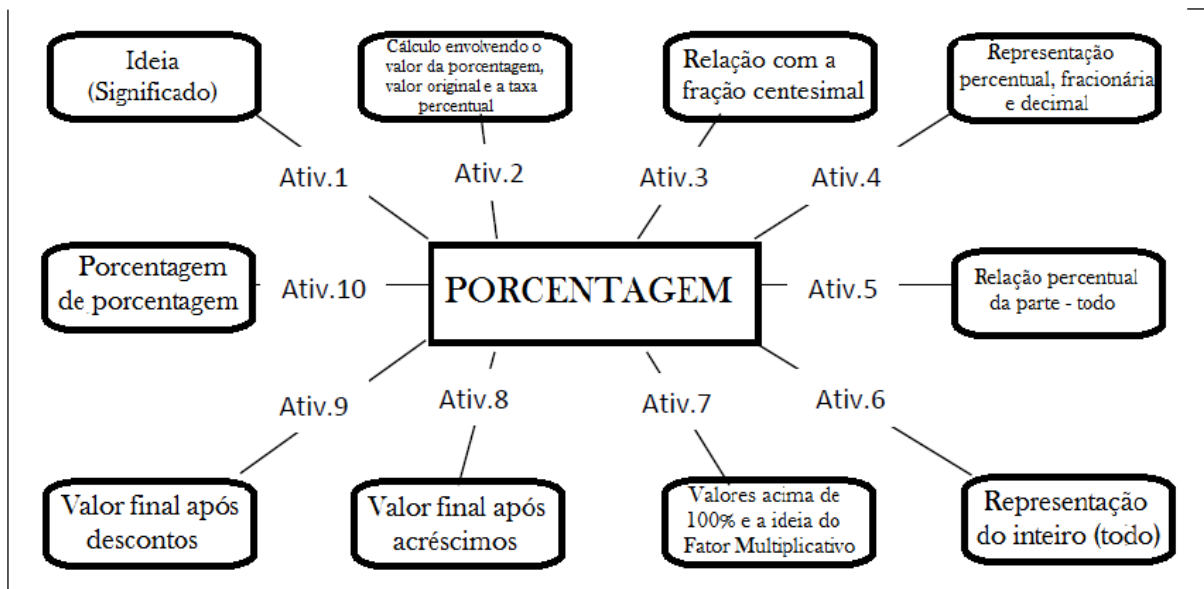 Ideia
(Significado)
Cálculo envolvendo o
valor da porcentagem,
valor original e a taxa
percentual
Relação com a
fração centesimal
Representação
percentual, fracionária
e decimal
Ativ.1
Ativ.2
Ativ.3
Ativ.4
Porcentagem
de porcentagem
Ativ.10
PORCENTAGEM
Ativ.5
Relação percentual
da parte - todo
Ativ.9
Ativ.8
Ativ.7
Ativ.6
Valor final após
descontos
Valor final após
acréscimos
Valores acima de
100% e a ideia do
Fator Multiplicativo
Representação
do inteiro (todo)